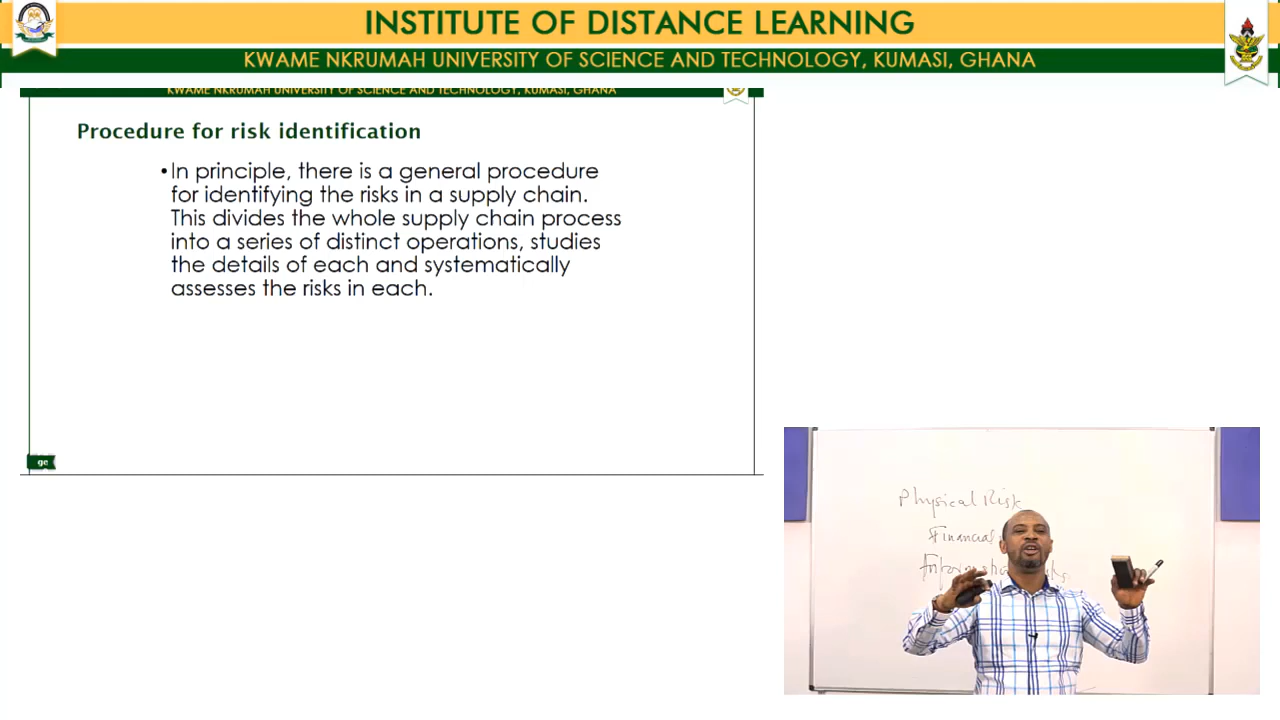 INSTITUTE OF DISTANCE LEARNING
KWAME NKRUMAH UNIVERSITY OF SCIENCE AND TECHNOLOGY, KUMASI, GHANA
KWAME NKRUMAH UNIVERSITY OF SCIENCE AND TECHNOLOGY, KUMASI, GHANA
Procedure for risk identification
•In principle, there is a general procedure
for identifying the risks in a supply chain.
This divides the whole supply chain process
into a series of distinct operations, studies
the details of each and systematically
assesses the risks in each.
gc
Physical Risk
Financial